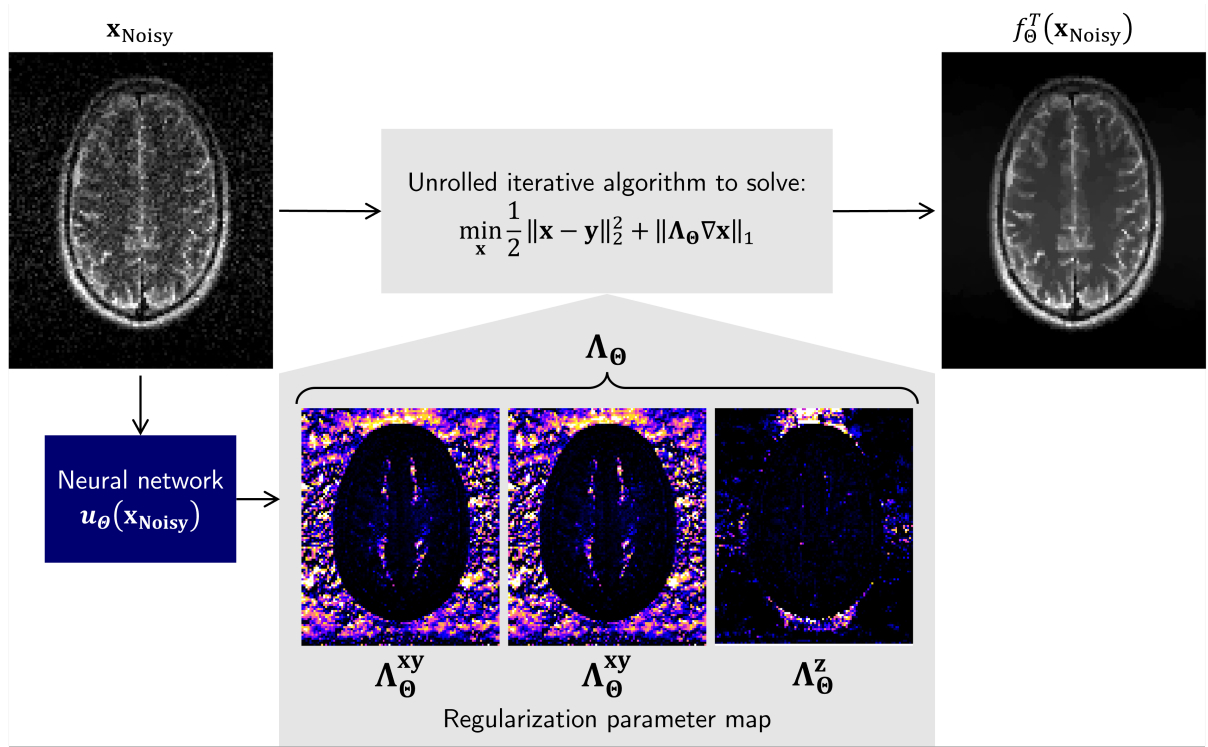 𝐱_Noisy
f_Θ^T(𝐱_Noisy)
Unrolled iterative algorithm to solve:
min_𝐱 1/2 ‖𝐱 − 𝐲‖_2^2 + ‖𝚲_𝚯∇𝐱‖_1
𝚲_𝚯
Neural network
𝒖_𝜣(𝐱_Noisy)
𝚲_𝚯^xy
𝚲_𝚯^xy
𝚲_𝚯^z
Regularization parameter map